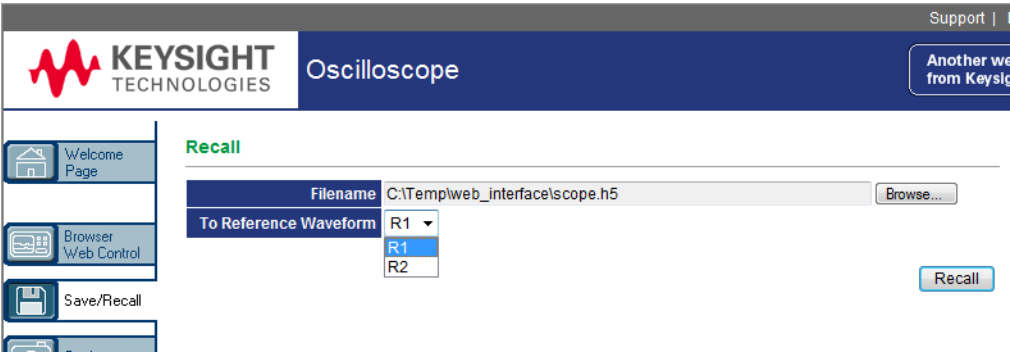 Support |
KEYSIGHT
TECHNOLOGIES
Oscilloscope
Another we
from Keysig
Welcome
Page
Recall
Filename C:\Temp\web_interface\scope.h5 Browse...
To Reference Waveform R1
R1
R2
Browser
Web Control
Save/Recall
Recall